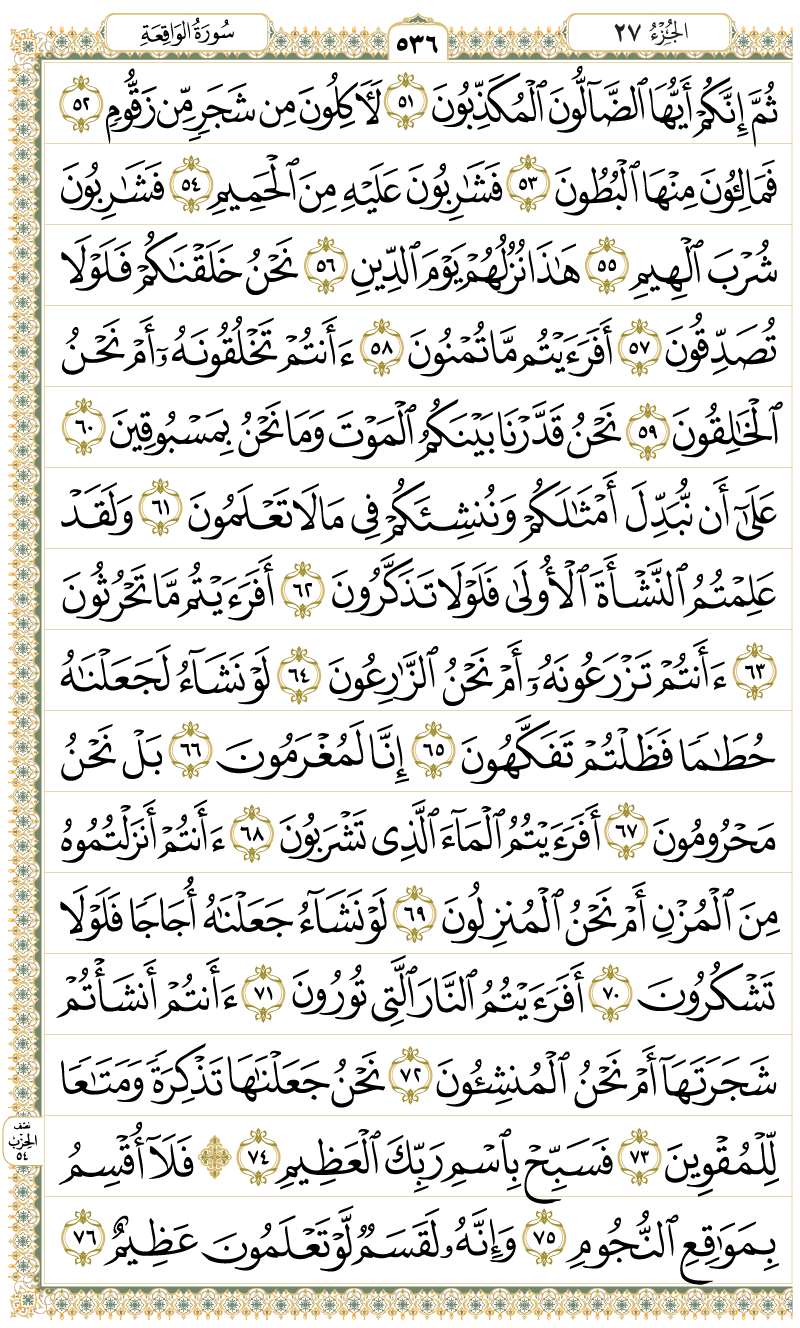 الجُزْءُ ٢٧
٥٣٦
سُورَةُ الوَاقِعَةِ
ثُمَّ إِنَّكُمْ أَيُّهَا ٱلضَّآلُّونَ ٱلْمُكَذِّبُونَ ٥١ لَأٓكِلُونَ مِن شَجَرٍ مِّن زَقُّومٍ ٥٢
فَمَالِـُٔونَ مِنْهَا ٱلْبُطُونَ ٥٣ فَشَـٰرِبُونَ عَلَيْهِ مِنَ ٱلْحَمِيمِ ٥٤ فَشَـٰرِبُونَ
شُرْبَ ٱلْهِيمِ ٥٥ هَـٰذَا نُزُلُهُمْ يَوْمَ ٱلدِّينِ ٥٦ نَحْنُ خَلَقْنَـٰكُمْ فَلَوْلَا
تُصَدِّقُونَ ٥٧ أَفَرَءَيْتُم مَّا تُمْنُونَ ٥٨ ءَأَنتُمْ تَخْلُقُونَهُۥٓ أَمْ نَحْنُ
ٱلْخَـٰلِقُونَ ٥٩ نَحْنُ قَدَّرْنَا بَيْنَكُمُ ٱلْمَوْتَ وَمَا نَحْنُ بِمَسْبُوقِينَ ٦٠
عَلَىٰٓ أَن نُّبَدِّلَ أَمْثَـٰلَكُمْ وَنُنشِئَكُمْ فِى مَا لَا تَعْلَمُونَ ٦١ وَلَقَدْ
عَلِمْتُمُ ٱلنَّشْأَةَ ٱلْأُولَىٰ فَلَوْلَا تَذَكَّرُونَ ٦٢ أَفَرَءَيْتُم مَّا تَحْرُثُونَ
٦٣ ءَأَنتُمْ تَزْرَعُونَهُۥٓ أَمْ نَحْنُ ٱلزَّٰرِعُونَ ٦٤ لَوْ نَشَآءُ لَجَعَلْنَـٰهُ
حُطَـٰمًا فَظَلْتُمْ تَفَكَّهُونَ ٦٥ إِنَّا لَمُغْرَمُونَ ٦٦ بَلْ نَحْنُ
مَحْرُومُونَ ٦٧ أَفَرَءَيْتُمُ ٱلْمَآءَ ٱلَّذِى تَشْرَبُونَ ٦٨ ءَأَنتُمْ أَنزَلْتُمُوهُ
مِنَ ٱلْمُزْنِ أَمْ نَحْنُ ٱلْمُنزِلُونَ ٦٩ لَوْ نَشَآءُ جَعَلْنَـٰهُ أُجَاجًا فَلَوْلَا
تَشْكُرُونَ ٧٠ أَفَرَءَيْتُمُ ٱلنَّارَ ٱلَّتِى تُورُونَ ٧١ ءَأَنتُمْ أَنشَأْتُمْ
شَجَرَتَهَآ أَمْ نَحْنُ ٱلْمُنشِـُٔونَ ٧٢ نَحْنُ جَعَلْنَـٰهَا تَذْكِرَةً وَمَتَـٰعًا
لِّلْمُقْوِينَ ٧٣ فَسَبِّحْ بِٱسْمِ رَبِّكَ ٱلْعَظِيمِ ٧٤ ۞ فَلَآ أُقْسِمُ
بِمَوَٰقِعِ ٱلنُّجُومِ ٧٥ وَإِنَّهُۥ لَقَسَمٌ لَّوْ تَعْلَمُونَ عَظِيمٌ ٧٦
نصف
الحزب
٥٤